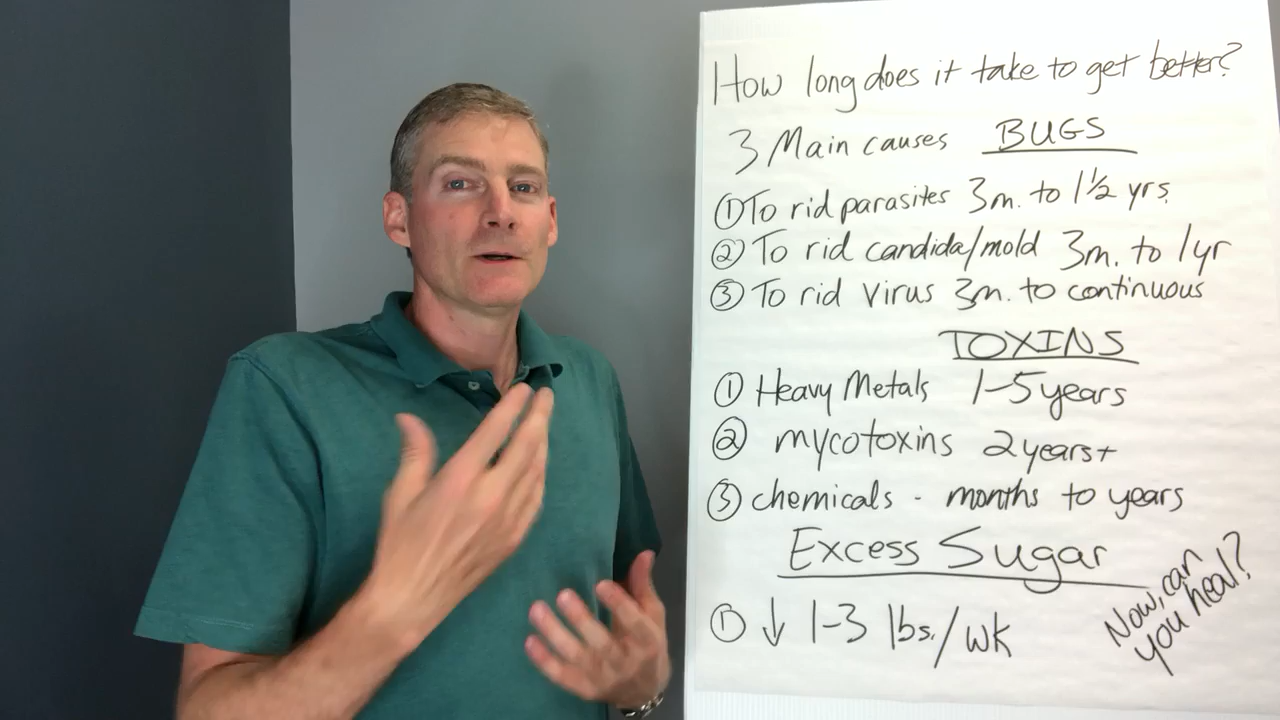 How long does it take to get better?
3 Main causes BUGS
① To rid parasites 3m. to 1½ yrs.
② To rid candida/mold 3m. to 1yr
③ To rid virus 3m. to continuous
TOXINS
① Heavy Metals 1-5 years
② mycotoxins 2 years+
③ chemicals - months to years
Excess Sugar
① ↓ 1-3 lbs./wk
Now, can
you heal?